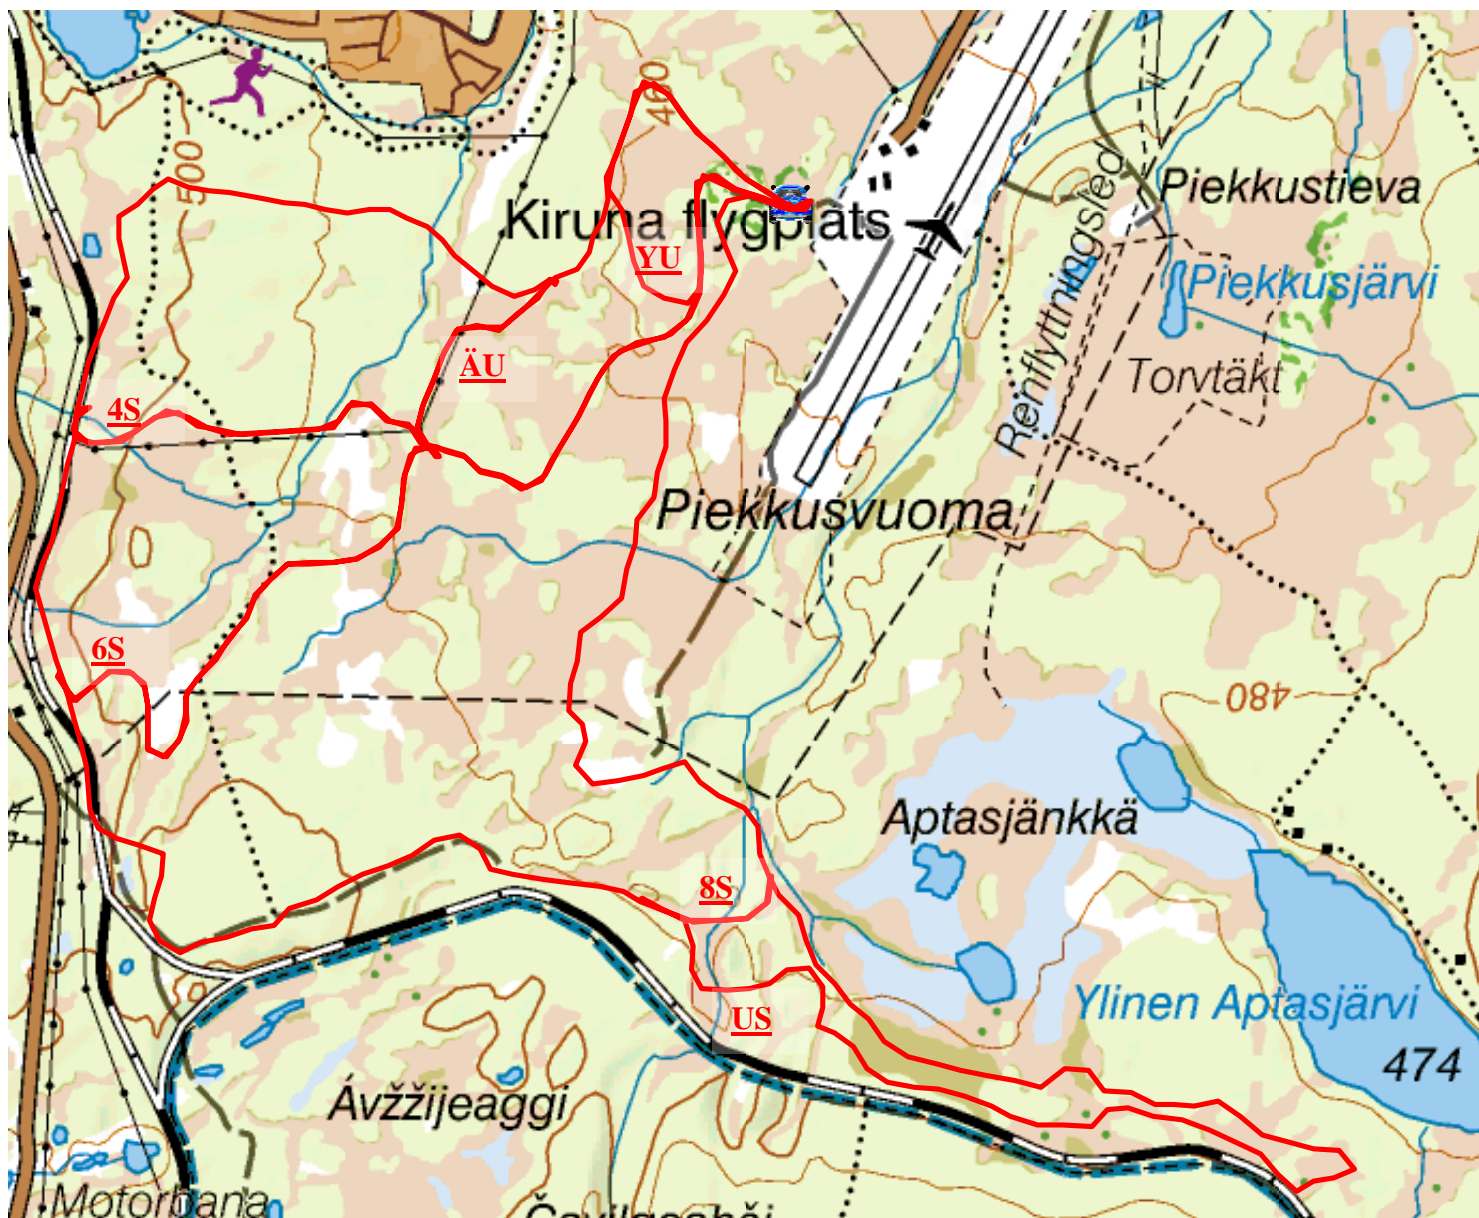 460
500
Kiruna flygplats
Piekkustieva
YU
Piekkusjärvi
Renflyttningsled
ÄU
Torvtäkt
4S
Piekkusvuoma
6S
480
Aptasjänkkä
8S
US
Ylinen Aptasjärvi
474
Ávžžijeaggi
Motorbana